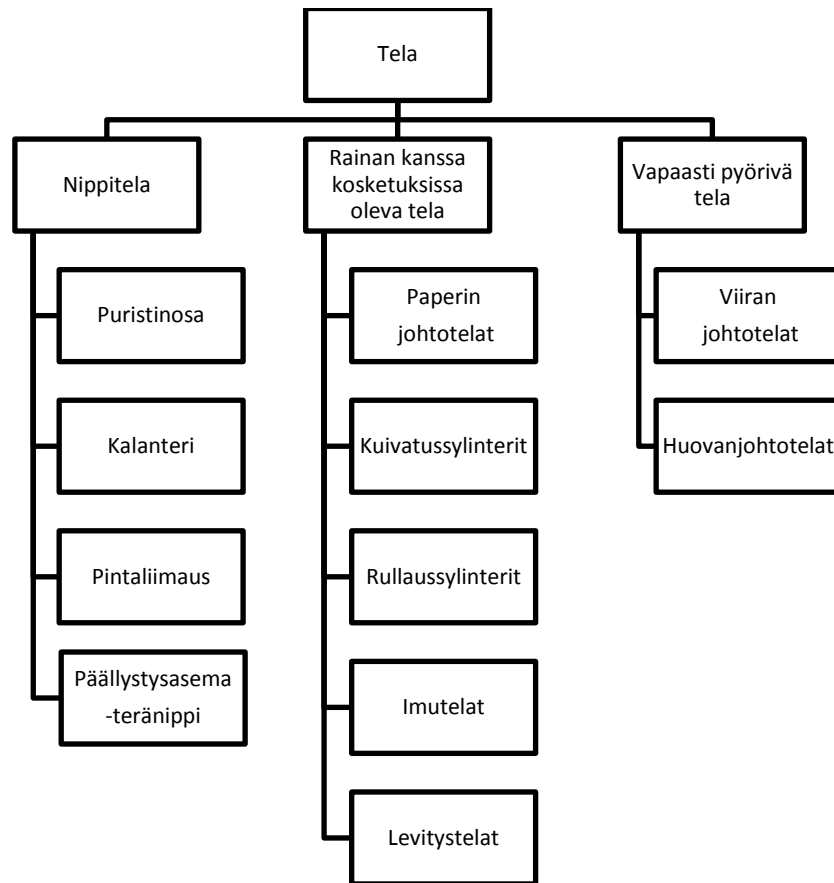 Tela
Nippitela
Puristinosa
Kalanteri
Pintaliimaus
Päällystysasema
-teränippi
Rainan kanssa
kosketuksissa
oleva tela
Paperin
johtotelat
Kuivatussylinterit
Rullaussylinterit
Imutelat
Levitystelat
Vapaasti pyörivä
tela
Viiran
johtotelat
Huovanjohtotelat